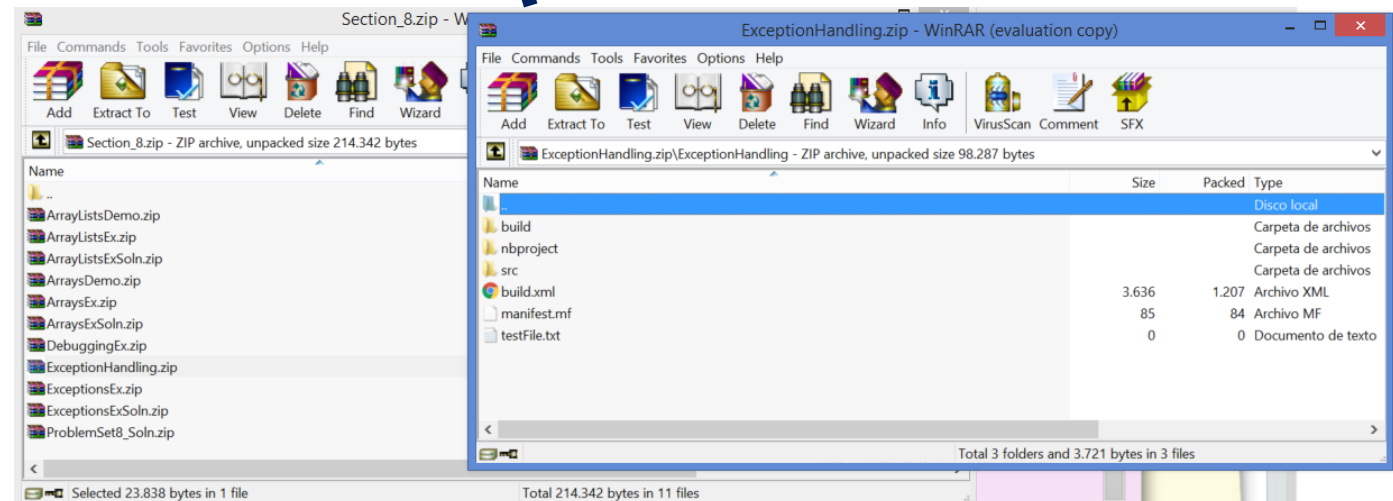 Section_8.zip - W
File Commands Tools Favorites Options Help
Add Extract To Test View Delete Find Wizard
Section_8.zip - ZIP archive, unpacked size 214.342 bytes
Name
..
ArrayListsDemo.zip
ArrayListsEx.zip
ArrayListsExSoln.zip
ArraysDemo.zip
ArraysEx.zip
ArraysExSoln.zip
DebuggingEx.zip
ExceptionHandling.zip
ExceptionsEx.zip
ExceptionsExSoln.zip
ProblemSet8_Soln.zip
Selected 23.838 bytes in 1 file Total 214.342 bytes in 11 files
ExceptionHandling.zip - WinRAR (evaluation copy)
File Commands Tools Favorites Options Help
Add Extract To Test View Delete Find Wizard Info VirusScan Comment SFX
ExceptionHandling.zip\ExceptionHandling - ZIP archive, unpacked size 98.287 bytes
Name Size Packed Type
.. Disco local
build Carpeta de archivos
nbproject Carpeta de archivos
src Carpeta de archivos
build.xml 3.636 1.207 Archivo XML
manifest.mf 85 84 Archivo MF
testFile.txt 0 0 Documento de texto
Total 3 folders and 3.721 bytes in 3 files